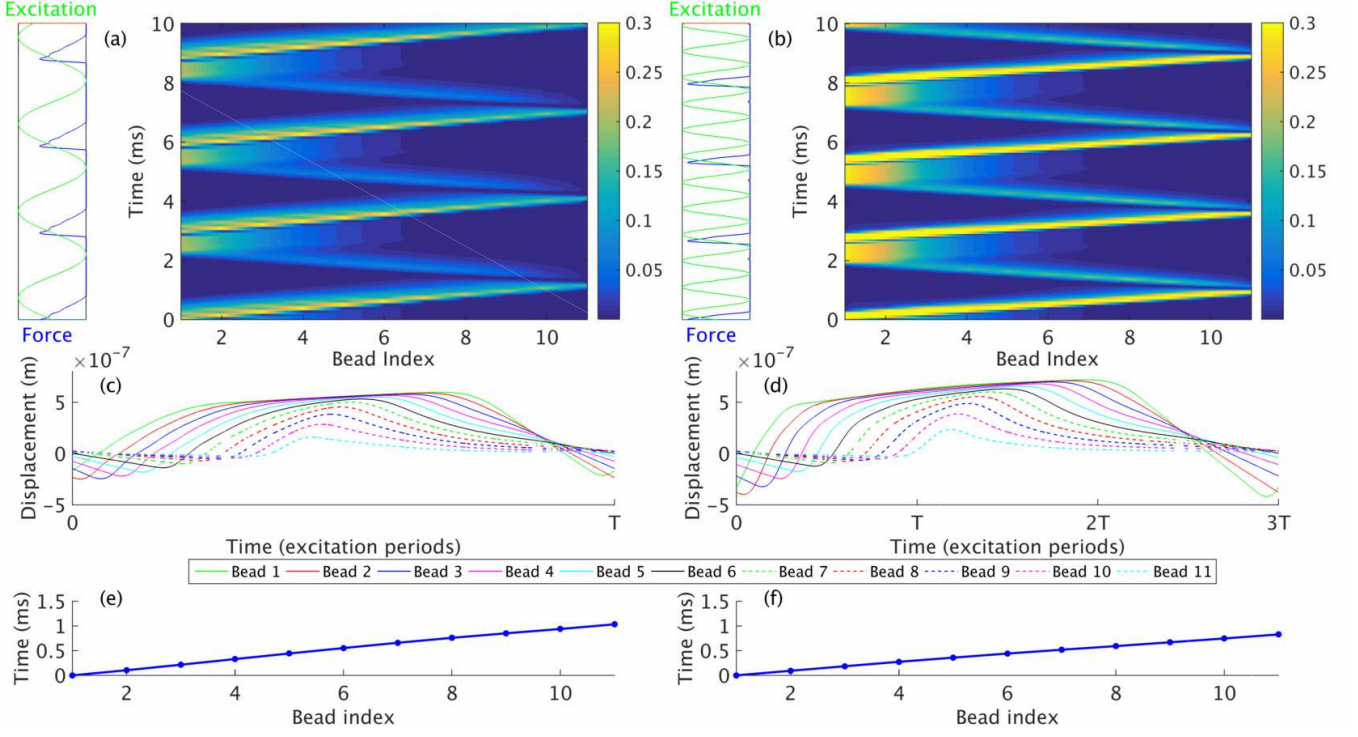 Excitation
(a)
10
8
6
4
2
0
Time (ms)
2
4
6
8
10
Bead Index
Force
0.3
0.25
0.2
0.15
0.1
0.05
Excitation
(b)
10
8
6
4
2
0
Time (ms)
2
4
6
8
10
Bead Index
Force
0.3
0.25
0.2
0.15
0.1
0.05
(c)
×10⁻⁷
Displacement (m)
5
0
−5
0
T
Time (excitation periods)
(d)
×10⁻⁷
Displacement (m)
5
0
−5
0
T
2T
3T
Time (excitation periods)
Bead 1 Bead 2 Bead 3 Bead 4 Bead 5 Bead 6 Bead 7 Bead 8 Bead 9 Bead 10 Bead 11
(e)
Time (ms)
1.5
1
0.5
0
2
4
6
8
10
Bead index
(f)
Time (ms)
1.5
1
0.5
0
2
4
6
8
10
Bead index